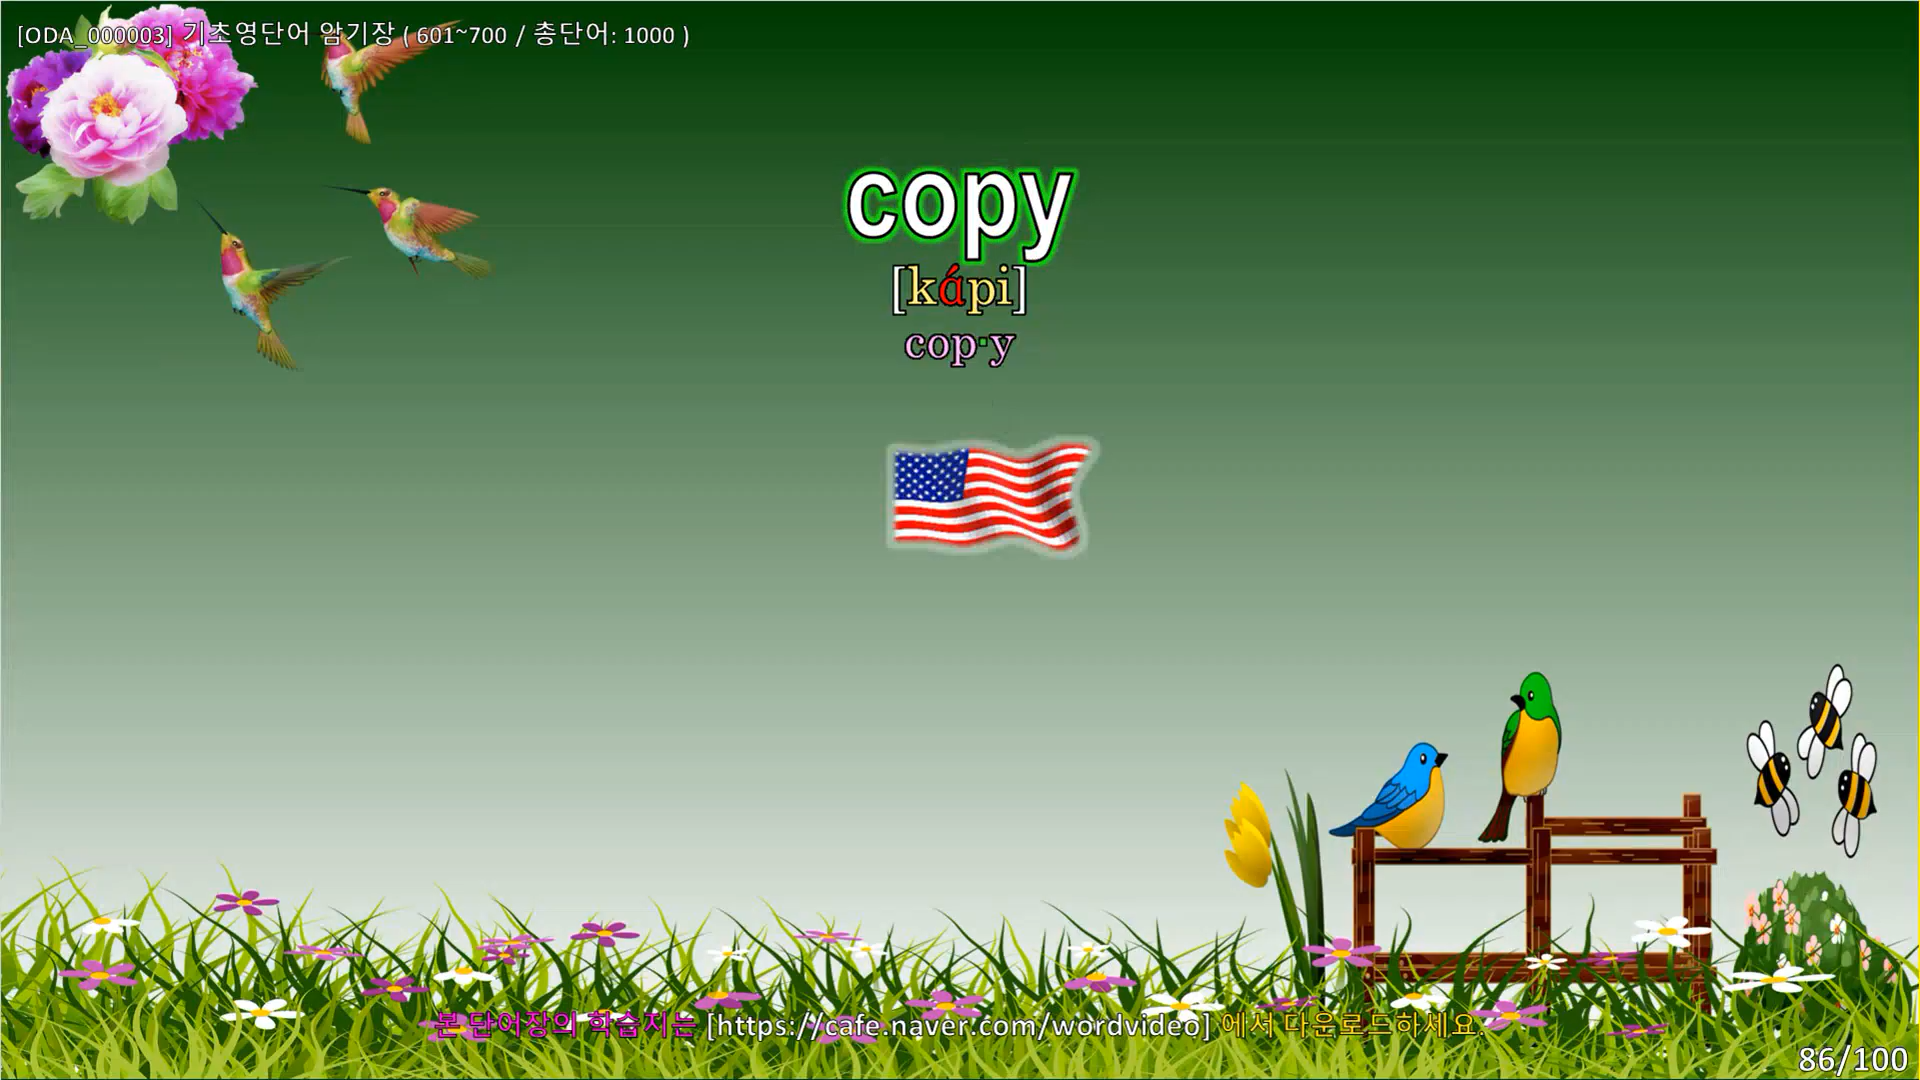 [ODA_000003] 기초영단어 암기장 ( 601~700 / 총단어: 1000 )
copy
[kápi]
cop·y
본 단어장의 학습지는 [https://cafe.naver.com/wordvideo] 에서 다운로드하세요.
86/100